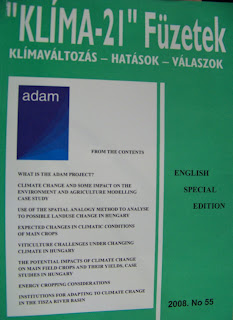 "KLÍMA-21" Füzetek
KLÍMAVÁLTOZÁS – HATÁSOK – VÁLASZOK
adam
FROM THE CONTENTS
WHAT IS THE ADAM PROJECT?
CLIMATE CHANGE AND SOME IMPACT ON THE
ENVIRONMENT AND AGRICULTURE MODELLING
CASE STUDY
USE OF THE SPATIAL ANALOGY METHOD TO ANALYSE
TO POSSIBLE LANDUSE CHANGE IN HUNGARY
EXPECTED CHANGES IN CLIMATIC CONDITIONS
OF MAIN CROPS
VITICULTURE CHALLENGES UNDER CHANGING
CLIMATE IN HUNGARY
THE POTENTIAL IMPACTS OF CLIMATE CHANGE
ON MAIN FIELD CROPS AND THEIR YIELDS, CASE
STUDIES IN HUNGARY
ENERGY CROPPING CONSIDERATIONS
INSTITUTIONS FOR ADAPTING TO CLIMATE CHANGE
IN THE TISZA RIVER BASIN
ENGLISH
SPECIAL
EDITION
2008. No 55